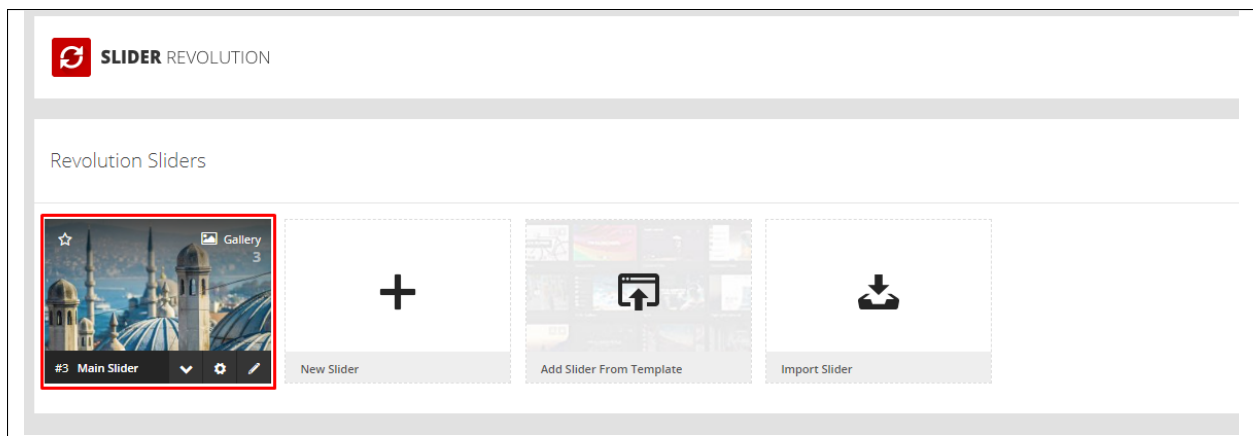 SLIDER REVOLUTION
Revolution Sliders
Gallery
3
#3 Main Slider
New Slider
Add Slider From Template
Import Slider